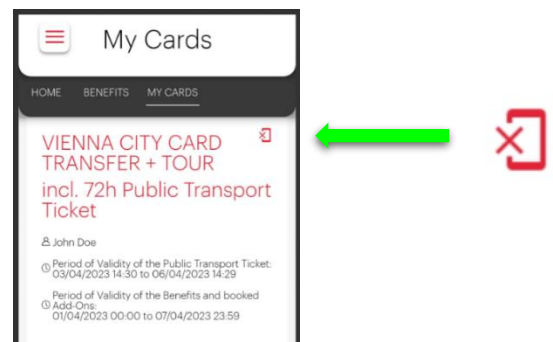 My Cards
HOME BENEFITS MY CARDS
VIENNA CITY CARD
TRANSFER + TOUR
incl. 72h Public Transport
Ticket
John Doe
Period of Validity of the Public Transport Ticket:
03/04/2023 14:30 to 06/04/2023 14:29
Period of Validity of the Benefits and booked
Add-Ons:
01/04/2023 00:00 to 07/04/2023 23:59